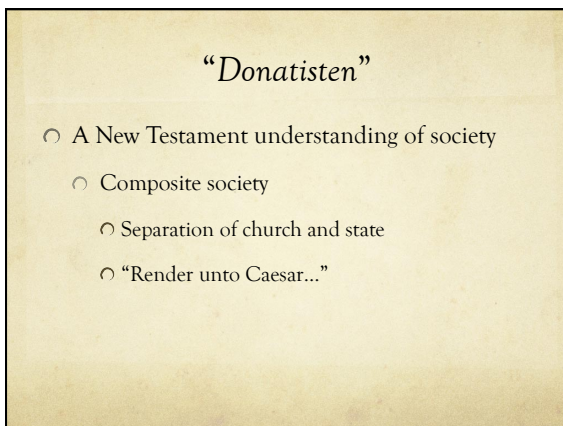 “Donatisten”
A New Testament understanding of society
Composite society
Separation of church and state
“Render unto Caesar...”